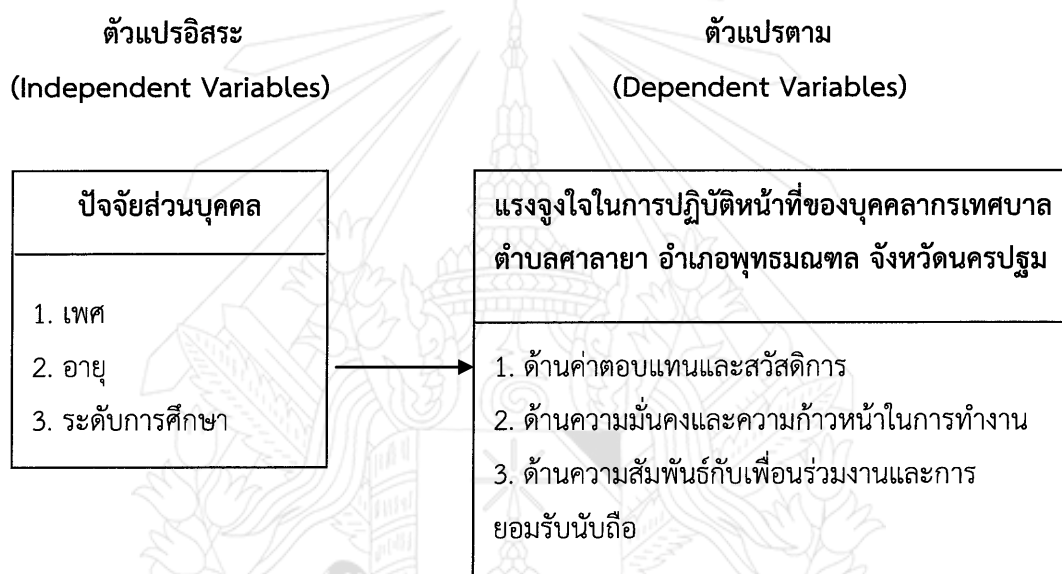 ตัวแปรอิสระ
(Independent Variables)
ตัวแปรตาม
(Dependent Variables)
ปัจจัยส่วนบุคคล
1. เพศ
2. อายุ
3. ระดับการศึกษา
แรงจูงใจในการปฏิบัติหน้าที่ของบุคคลากรเทศบาล
ตำบลศาลายา อำเภอพุทธมณฑล จังหวัดนครปฐม
1. ด้านค่าตอบแทนและสวัสดิการ
2. ด้านความมั่นคงและความก้าวหน้าในการทำงาน
3. ด้านความสัมพันธ์กับเพื่อนร่วมงานและการ
ยอมรับนับถือ